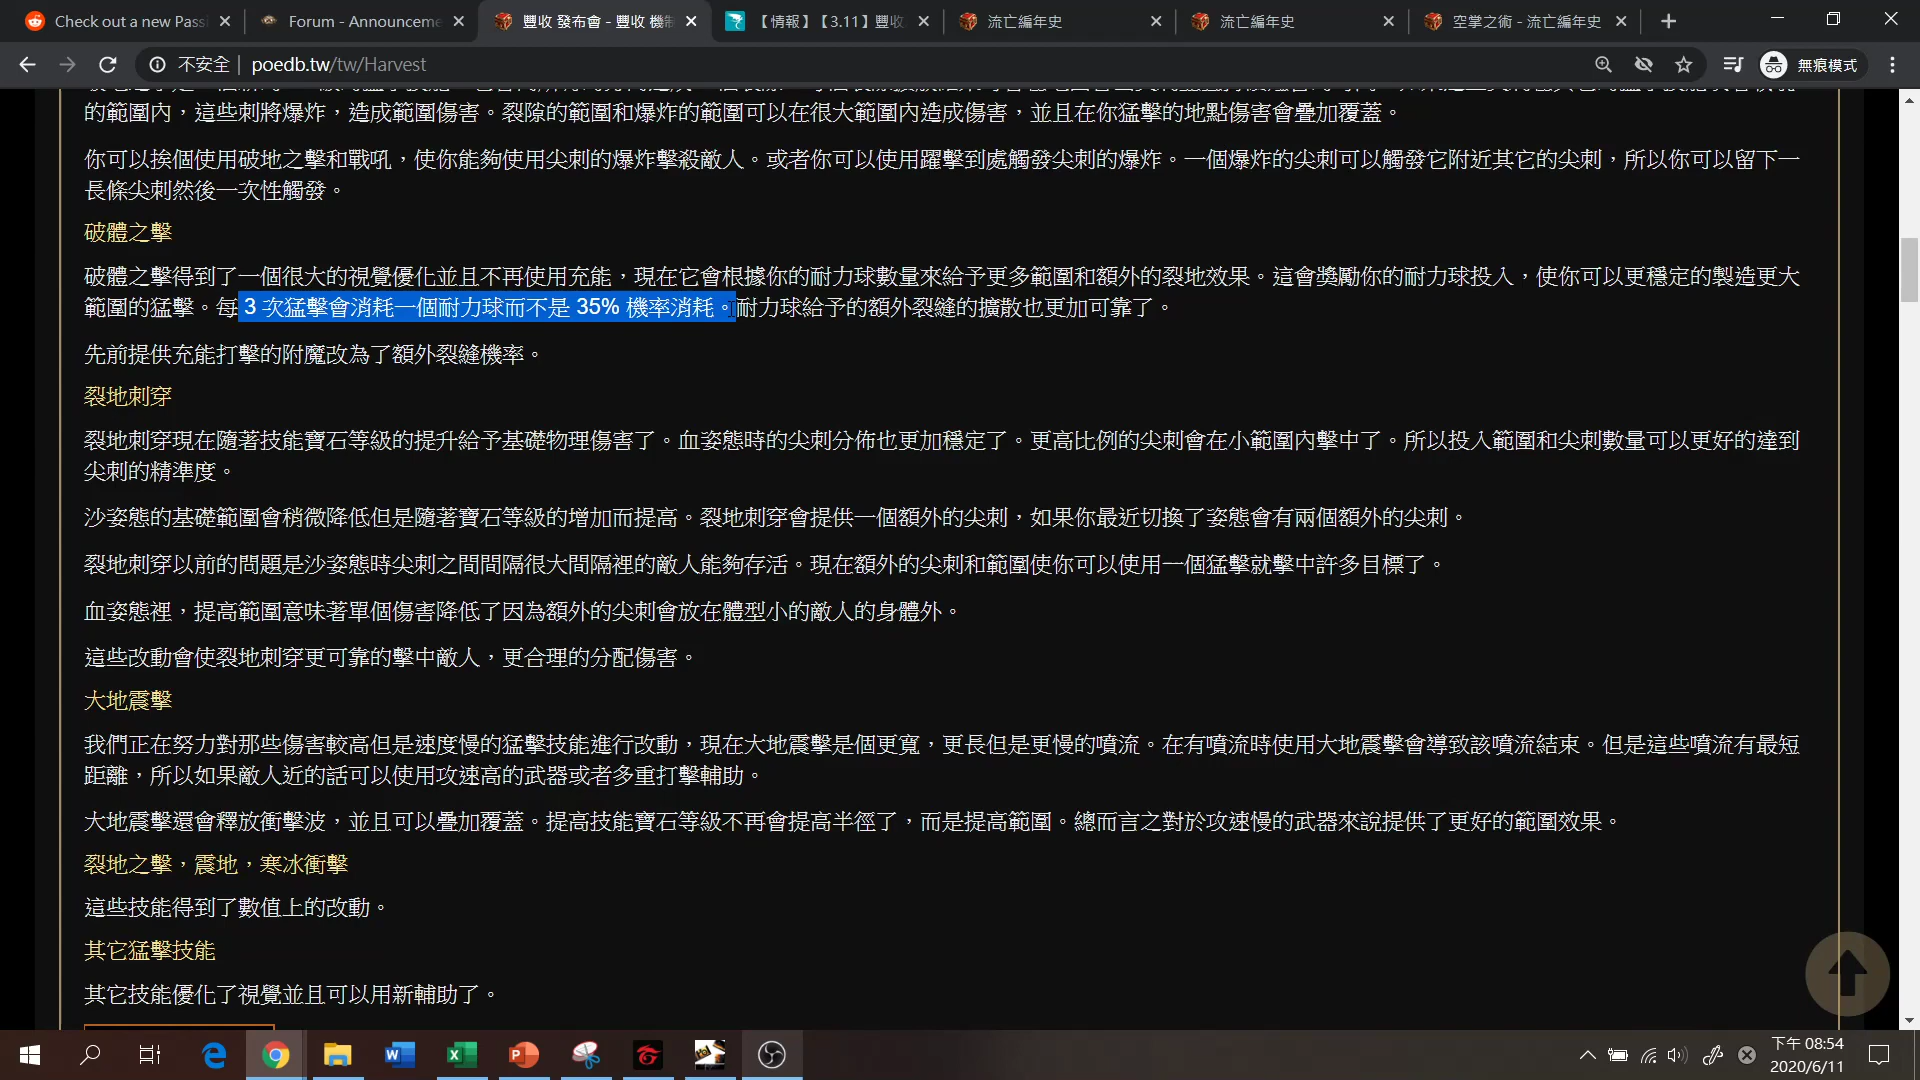 Check out a new Pass
Forum - Announceme
豐收 發布會 - 豐收 機制
【情報】【3.11】豐收
流亡編年史
流亡編年史
空掌之術 - 流亡編年史
不安全
poedb.tw/tw/Harvest
無痕模式
的範圍內，這些刺將爆炸，造成範圍傷害。裂隙的範圍和爆炸的範圍可以在很大範圍內造成傷害，並且在你猛擊的地點傷害會疊加覆蓋。
你可以挨個使用破地之擊和戰吼，使你能夠使用尖刺的爆炸擊殺敵人。或者你可以使用躍擊到處觸發尖刺的爆炸。一個爆炸的尖刺可以觸發它附近其它的尖刺，所以你可以留下一
長條尖刺然後一次性觸發。
破體之擊
破體之擊得到了一個很大的視覺優化並且不再使用充能，現在它會根據你的耐力球數量來給予更多範圍和額外的裂地效果。這會獎勵你的耐力球投入，使你可以更穩定的製造更大
範圍的猛擊。每 3 次猛擊會消耗一個耐力球而不是 35% 機率消耗。耐力球給予的額外裂縫的擴散也更加可靠了。
先前提供充能打擊的附魔改為了額外裂縫機率。
裂地刺穿
裂地刺穿現在隨著技能寶石等級的提升給予基礎物理傷害了。血姿態時的尖刺分佈也更加穩定了。更高比例的尖刺會在小範圍內擊中了。所以投入範圍和尖刺數量可以更好的達到
尖刺的精準度。
沙姿態的基礎範圍會稍微降低但是隨著寶石等級的增加而提高。裂地刺穿會提供一個額外的尖刺，如果你最近切換了姿態會有兩個額外的尖刺。
裂地刺穿以前的問題是沙姿態時尖刺之間間隔很大間隔裡的敵人能夠存活。現在額外的尖刺和範圍使你可以使用一個猛擊就擊中許多目標了。
血姿態裡，提高範圍意味著單個傷害降低了因為額外的尖刺會放在體型小的敵人的身體外。
這些改動會使裂地刺穿更可靠的擊中敵人，更合理的分配傷害。
大地震擊
我們正在努力對那些傷害較高但是速度慢的猛擊技能進行改動，現在大地震擊是個更寬，更長但是更慢的噴流。在有噴流時使用大地震擊會導致該噴流結束。但是這些噴流有最短
距離，所以如果敵人近的話可以使用攻速高的武器或者多重打擊輔助。
大地震擊還會釋放衝擊波，並且可以疊加覆蓋。提高技能寶石等級不再會提高半徑了，而是提高範圍。總而言之對於攻速慢的武器來說提供了更好的範圍效果。
裂地之擊，震地，寒冰衝擊
這些技能得到了數值上的改動。
其它猛擊技能
其它技能優化了視覺並且可以用新輔助了。
下午 08:54
2020/6/11